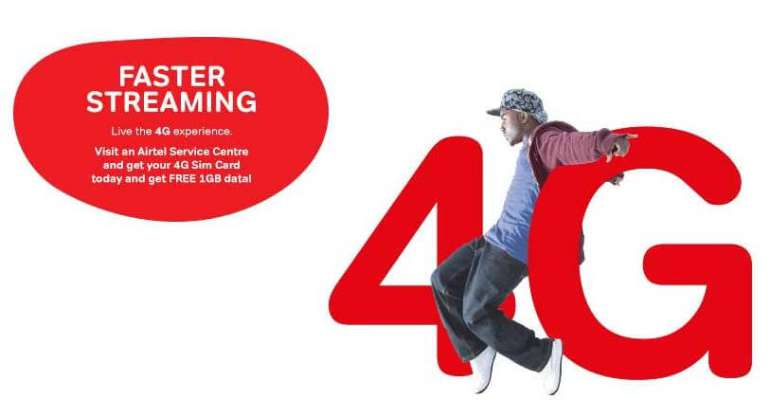 FASTER
STREAMING
Live the 4G experience.
Visit an Airtel Service Centre
and get your 4G Sim Card
today and get FREE 1GB data!
4G